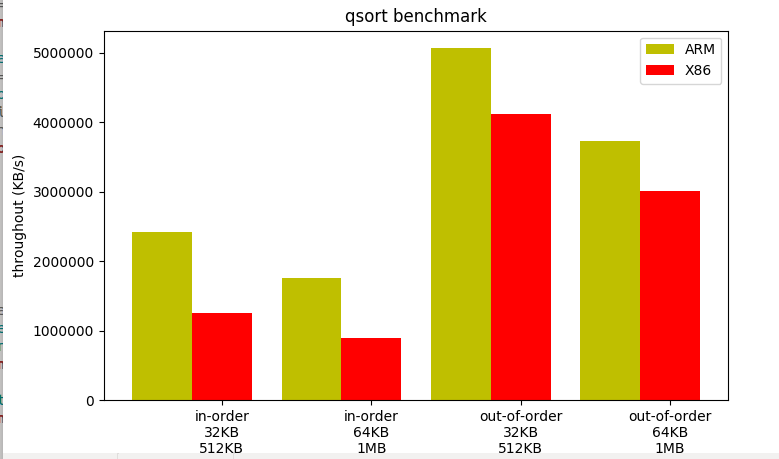 qsort benchmark
ARM
X86
throughout (KB/s)
5000000
4000000
3000000
2000000
1000000
0
in-order
32KB
512KB
in-order
64KB
1MB
out-of-order
32KB
512KB
out-of-order
64KB
1MB